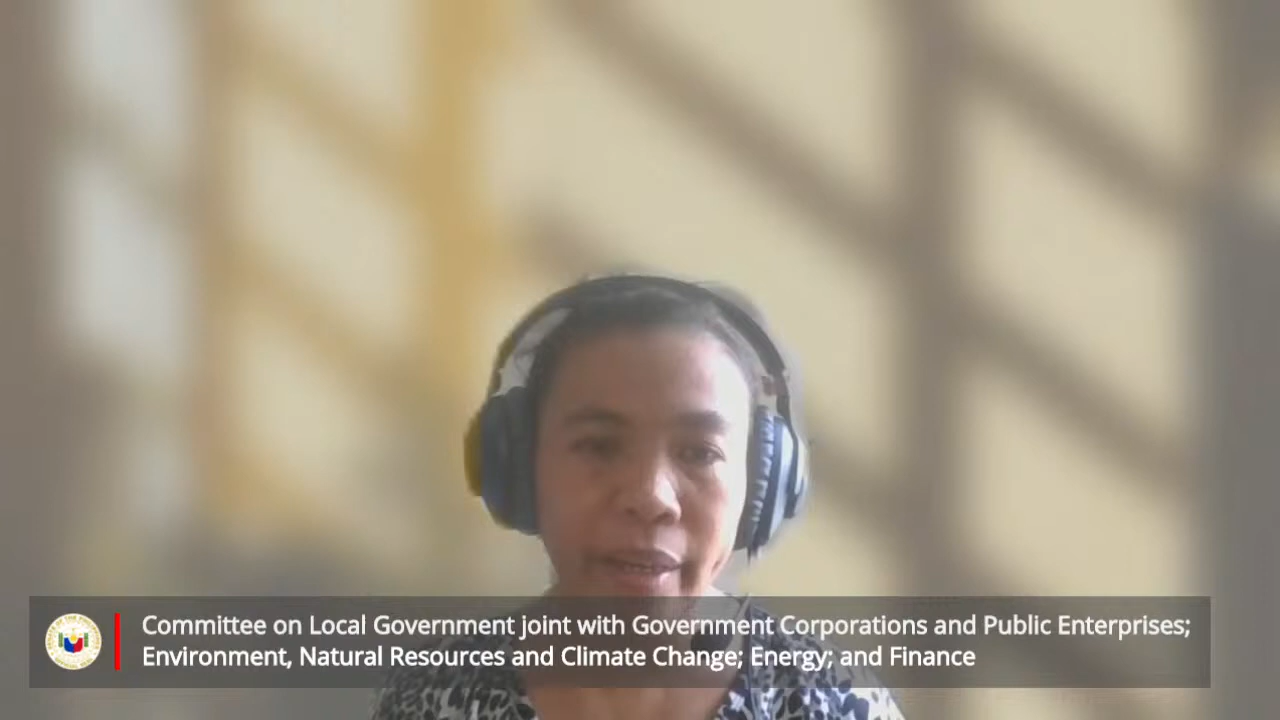 Committee on Local Government joint with Government Corporations and Public Enterprises;
Environment, Natural Resources and Climate Change; Energy; and Finance